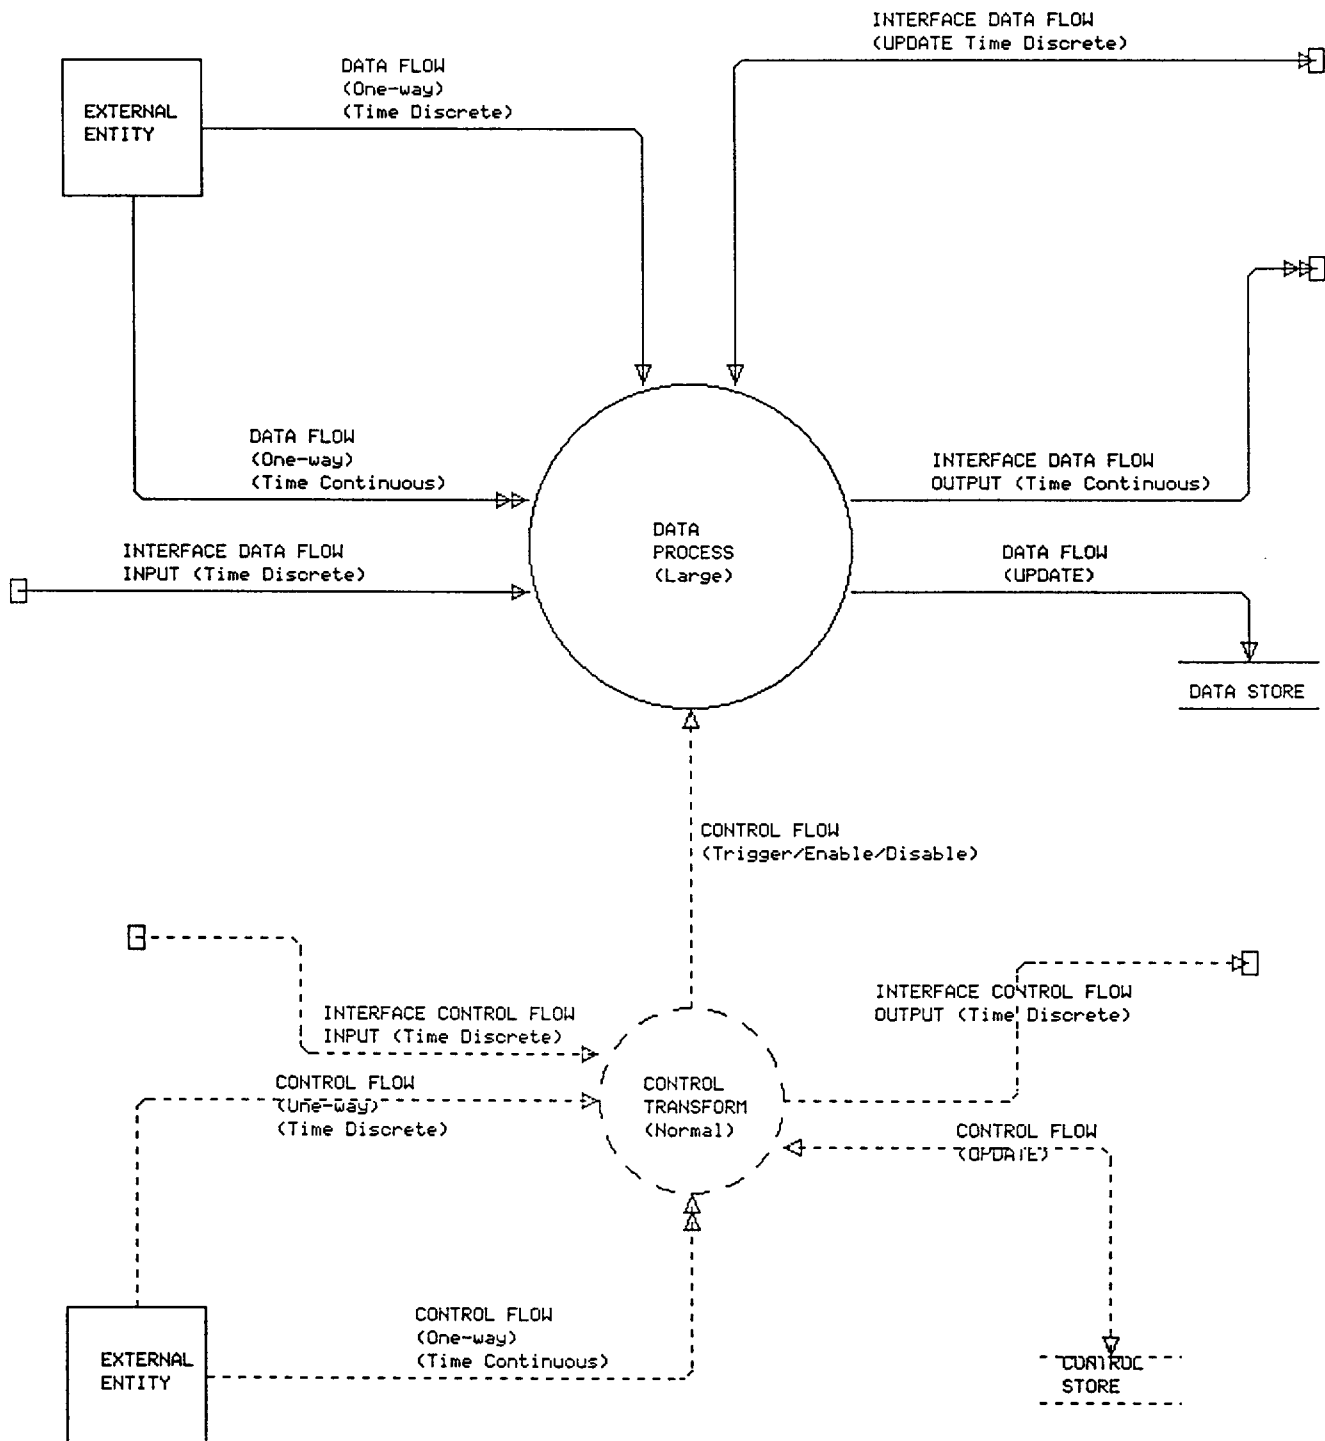 INTERFACE DATA FLOW
(UPDATE Time Discrete)
DATA FLOW
(One-way)
(Time Discrete)
EXTERNAL
ENTITY
DATA FLOW
(One-way)
(Time Continuous)
INTERFACE DATA FLOW
OUTPUT (Time Continuous)
DATA
PROCESS
(Large)
INTERFACE DATA FLOW
INPUT (Time Discrete)
DATA FLOW
(UPDATE)
DATA STORE
CONTROL FLOW
(Trigger/Enable/Disable)
INTERFACE CONTROL FLOW
INPUT (Time Discrete)
INTERFACE CONTROL FLOW
OUTPUT (Time Discrete)
CONTROL FLOW
(One-way)
(Time Discrete)
CONTROL
TRANSFORM
(Normal)
CONTROL FLOW
(UPDATE)
CONTROL FLOW
(One-way)
(Time Continuous)
EXTERNAL
ENTITY
CONTROL
STORE